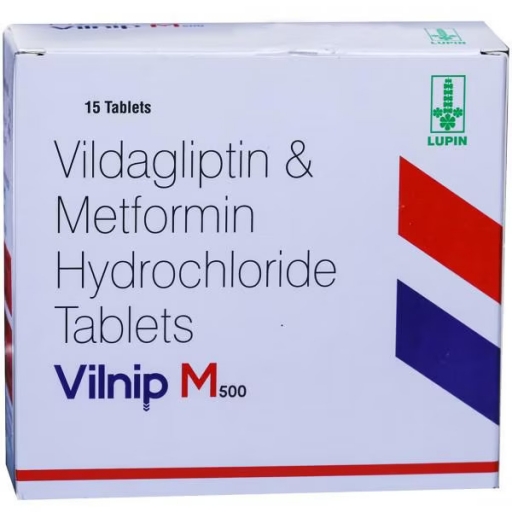 15 Tablets
LUPIN
Vildagliptin &
Metformin
Hydrochloride
Tablets
Vilnip M500